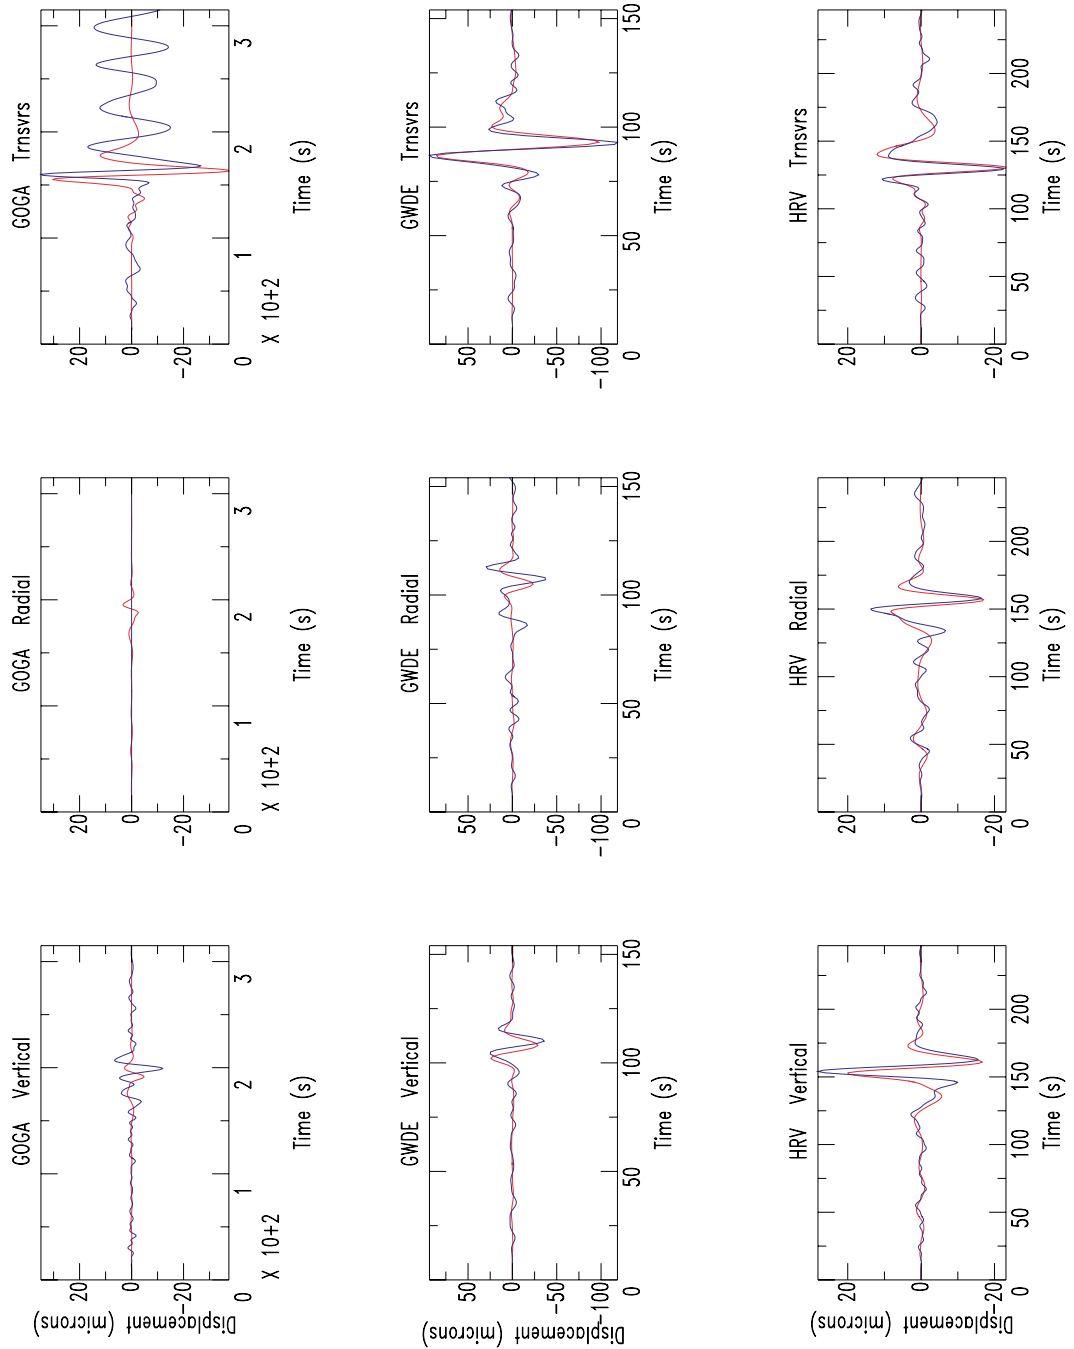 GOGA Vertical
Displacement (microns)
20
0
-20
0 1 2 3
X 10+2
Time (s)
GOGA Radial
20
0
-20
0 1 2 3
X 10+2
Time (s)
GOGA Trnsvrs
20
0
-20
0 1 2 3
X 10+2
Time (s)
GWDE Vertical
Displacement (microns)
50
0
-50
-100
0 50 100 150
Time (s)
GWDE Radial
50
0
-50
-100
0 50 100 150
Time (s)
GWDE Trnsvrs
50
0
-50
-100
0 50 100 150
Time (s)
HRV Vertical
Displacement (microns)
20
0
-20
0 50 100 150 200
Time (s)
HRV Radial
20
0
-20
0 50 100 150 200
Time (s)
HRV Trnsvrs
20
0
-20
0 50 100 150 200
Time (s)